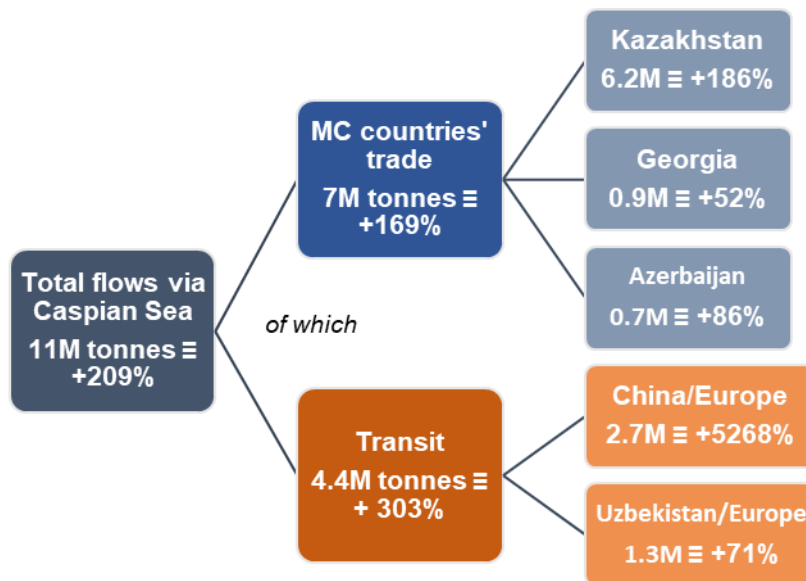 Kazakhstan
6.2M ≡ +186%
MC countries'
trade
7M tonnes ≡
+169%
Georgia
0.9M ≡ +52%
Total flows via
Caspian Sea
11M tonnes ≡
+209%
Azerbaijan
0.7M ≡ +86%
of which
Transit
4.4M tonnes ≡
+ 303%
China/Europe
2.7M ≡ +5268%
Uzbekistan/Europe
1.3M ≡ +71%